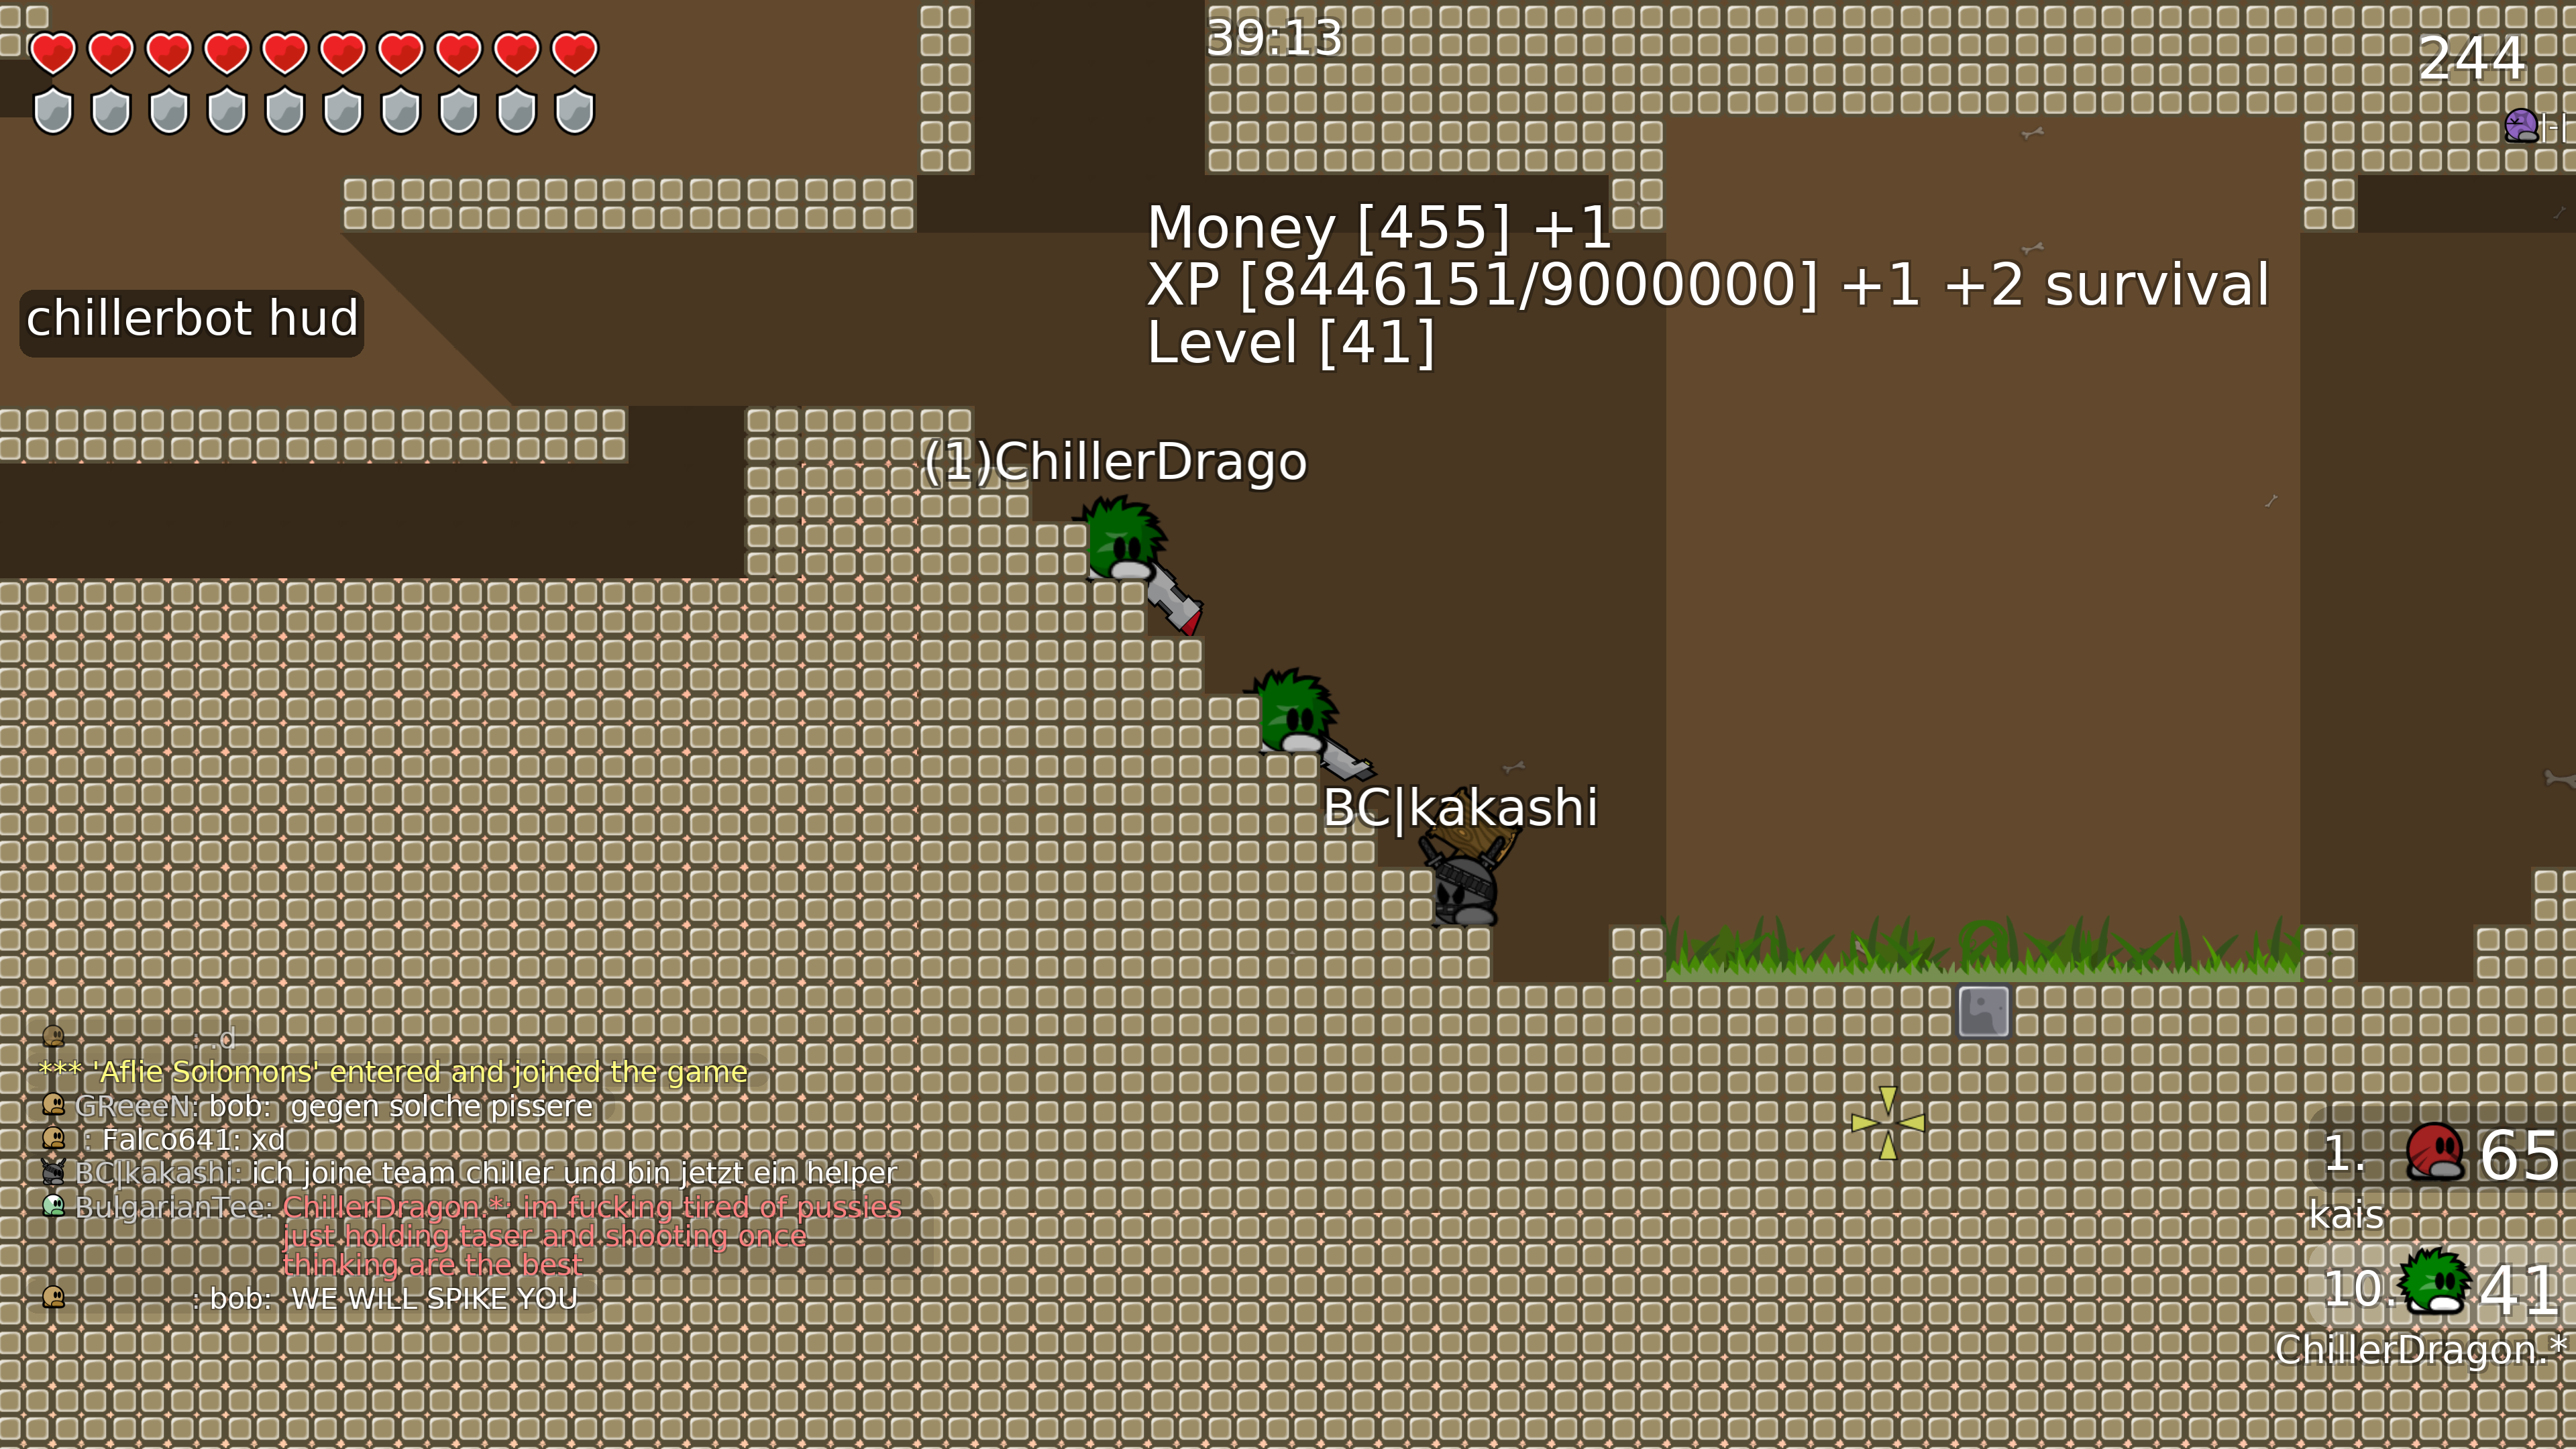 39:13
244
|-|
Money [455] +1
XP [8446151/9000000] +1 +2 survival
Level [41]
chillerbot hud
(1)ChillerDrago
BC|kakashi
: .d
*** 'Aflie Solomons' entered and joined the game
GReeeN: bob:  gegen solche pissere
: Falco641: xd
BC|kakashi: ich joine team chiller und bin jetzt ein helper
BulgarianTee: ChillerDragon.*: im fucking tired of pussies
just holding taser and shooting once
thinking are the best
: bob:  WE WILL SPIKE YOU
1. 65
kais
10. 41
ChillerDragon.*